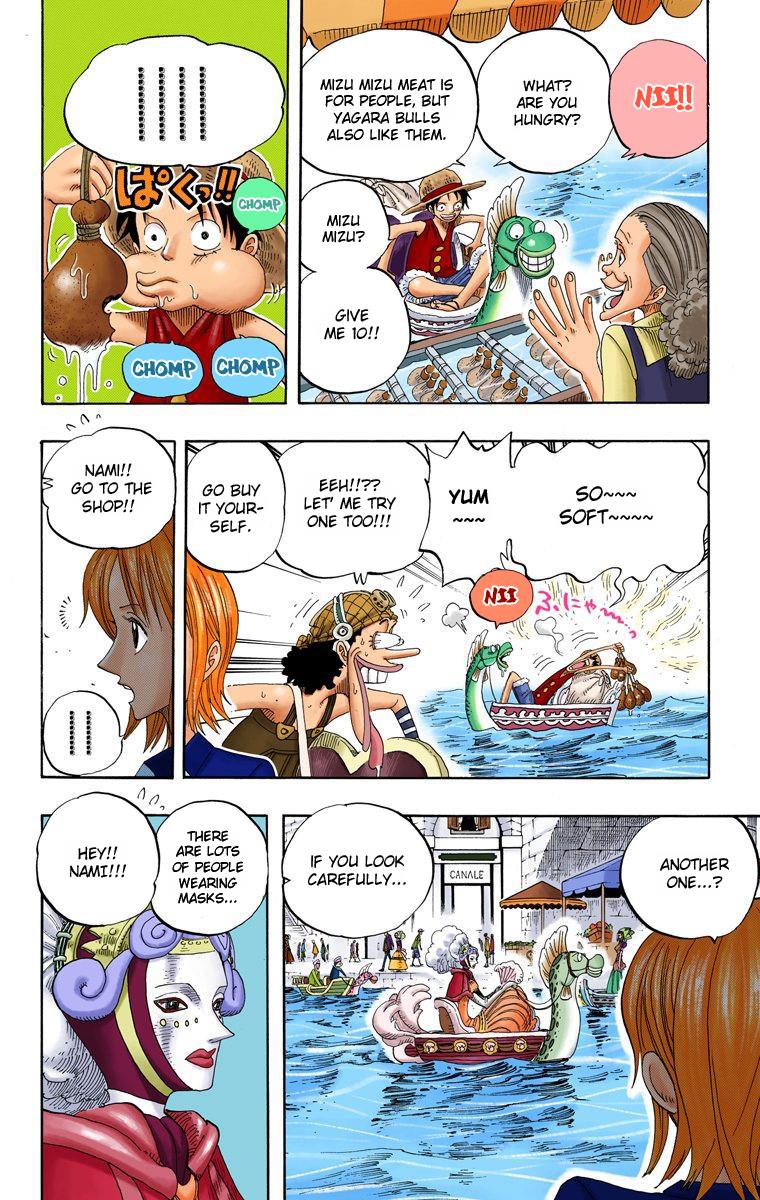 NII!!
WHAT?
ARE YOU
HUNGRY?
MIZU MIZU MEAT IS
FOR PEOPLE, BUT
YAGARA BULLS
ALSO LIKE THEM.
MIZU
MIZU?
GIVE
ME 10!!
ぱくっ!!
CHOMP
CHOMP
CHOMP
SO~~~
SOFT~~~~
YUM
~~~
NII
ふにゃ~~
EEH!!??
LET' ME TRY
ONE TOO!!!
GO BUY
IT YOUR-
SELF.
NAMI!!
GO TO THE
SHOP!!
ANOTHER
ONE...?
IF YOU LOOK
CAREFULLY...
CANALE
THERE
ARE LOTS
OF PEOPLE
WEARING
MASKS...
HEY!!
NAMI!!!